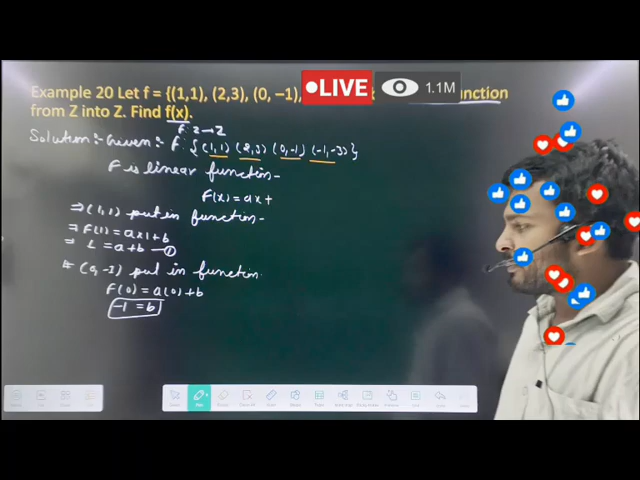 Example 20 Let f = {(1,1), (2,3), (0, −1),
LIVE
1.1M
unction
from Z into Z. Find f(x).
f: z→Z
Solution:- Given:- f: {(1,1) (2,3) (0,-1) (-1,-3)}
F is linear function-
F(x) = ax +
⇒ (1,1) put in function-
⇒ F(1) = ax1+b
⇒ 1 = a+b —①
(0,-1) put in function.
F(0) = a(0) +b
-1 = b